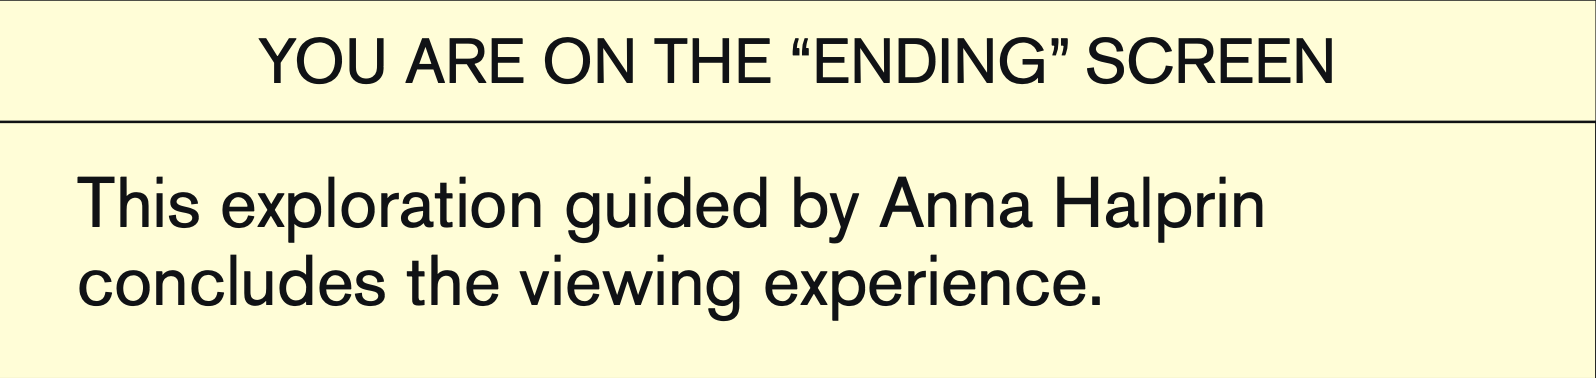 YOU ARE ON THE “ENDING” SCREEN
This exploration guided by Anna Halprin
concludes the viewing experience.